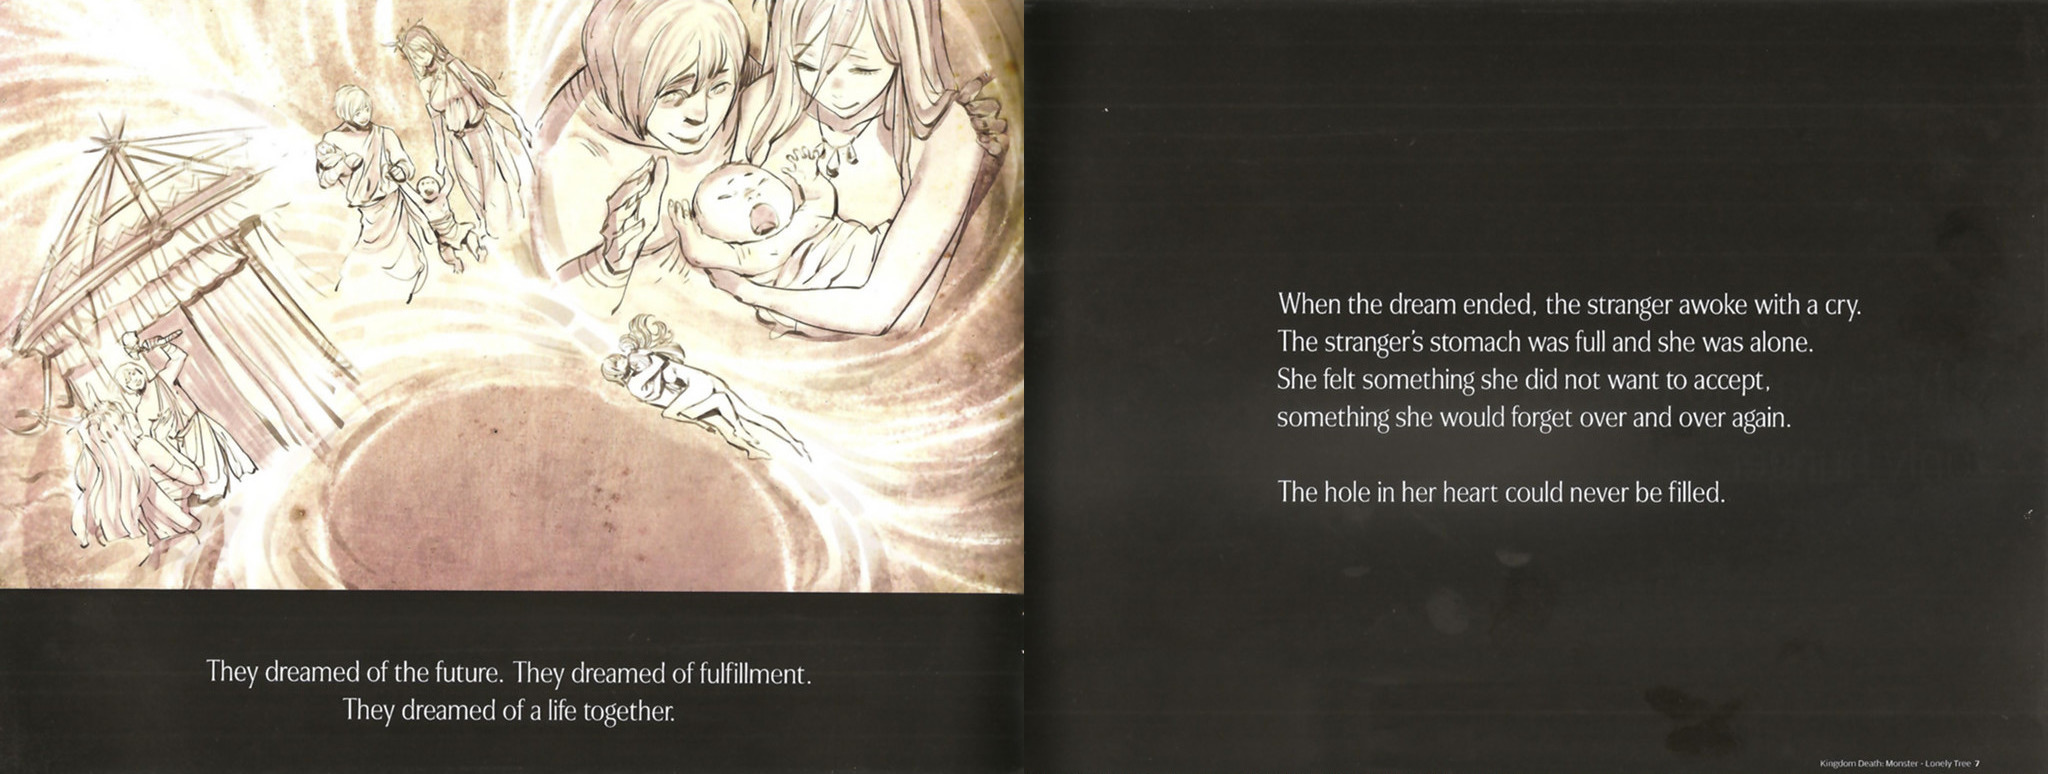 They dreamed of the future. They dreamed of fulfillment.
They dreamed of a life together.
When the dream ended, the stranger awoke with a cry.
The stranger's stomach was full and she was alone.
She felt something she did not want to accept,
something she would forget over and over again.
The hole in her heart could never be filled.
Kingdom Death: Monster - Lonely Tree 7